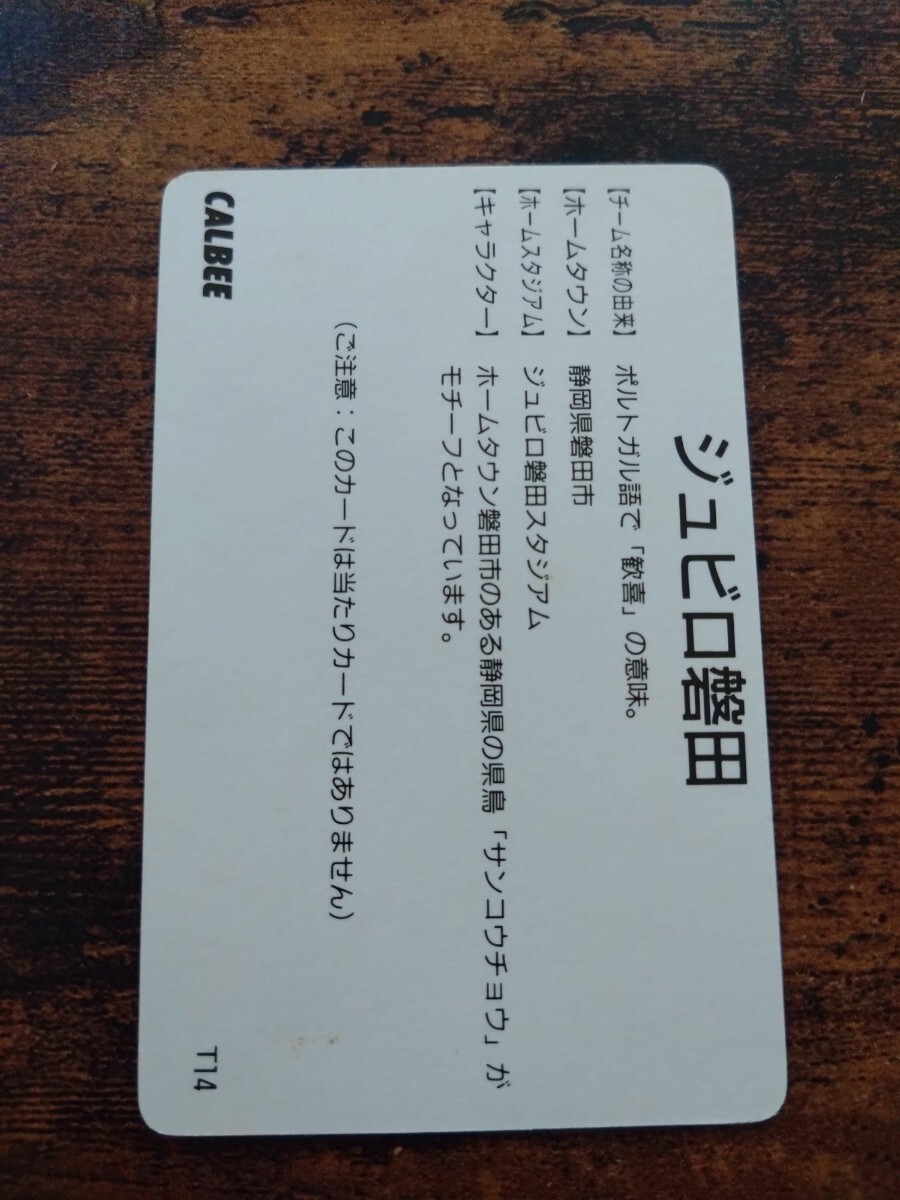 ジュビロ磐田
【チーム名称の由来】 ポルトガル語で「歓喜」の意味。
【ホームタウン】 静岡県磐田市
【ホームスタジアム】 ジュビロ磐田スタジアム
【キャラクター】 ホームタウン磐田市のある静岡県の県鳥「サンコウチョウ」が
モチーフとなっています。
(ご注意：このカードは当たりカードではありません)
CALBEE
T14